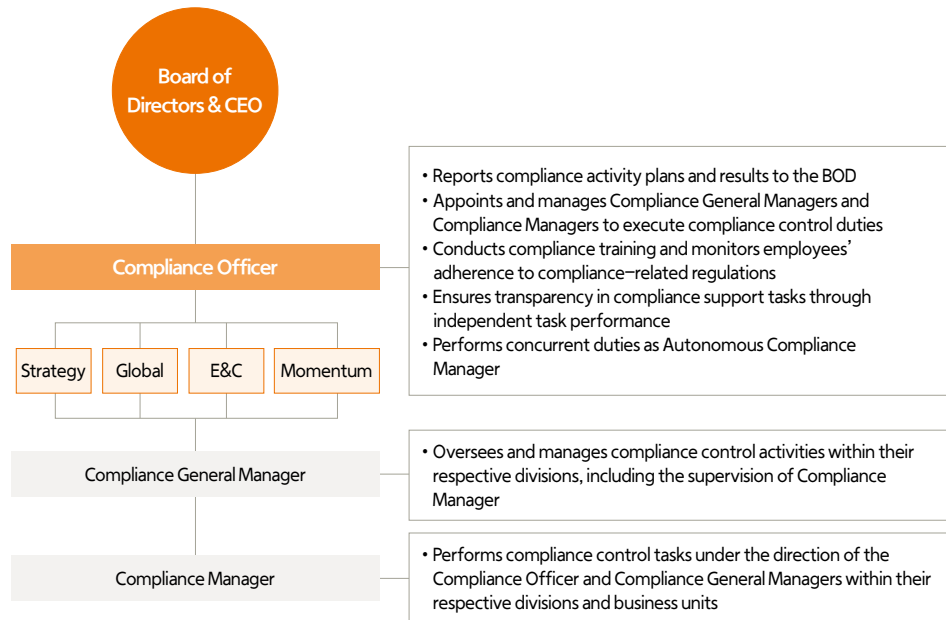 Board of
Directors & CEO
• Reports compliance activity plans and results to the BOD
• Appoints and manages Compliance General Managers and
Compliance Managers to execute compliance control duties
• Conducts compliance training and monitors employees’
adherence to compliance-related regulations
• Ensures transparency in compliance support tasks through
independent task performance
• Performs concurrent duties as Autonomous Compliance
Manager
Compliance Officer
Strategy
Global
E&C
Momentum
Compliance General Manager
• Oversees and manages compliance control activities within their
respective divisions, including the supervision of Compliance
Manager
Compliance Manager
• Performs compliance control tasks under the direction of the
Compliance Officer and Compliance General Managers within their
respective divisions and business units